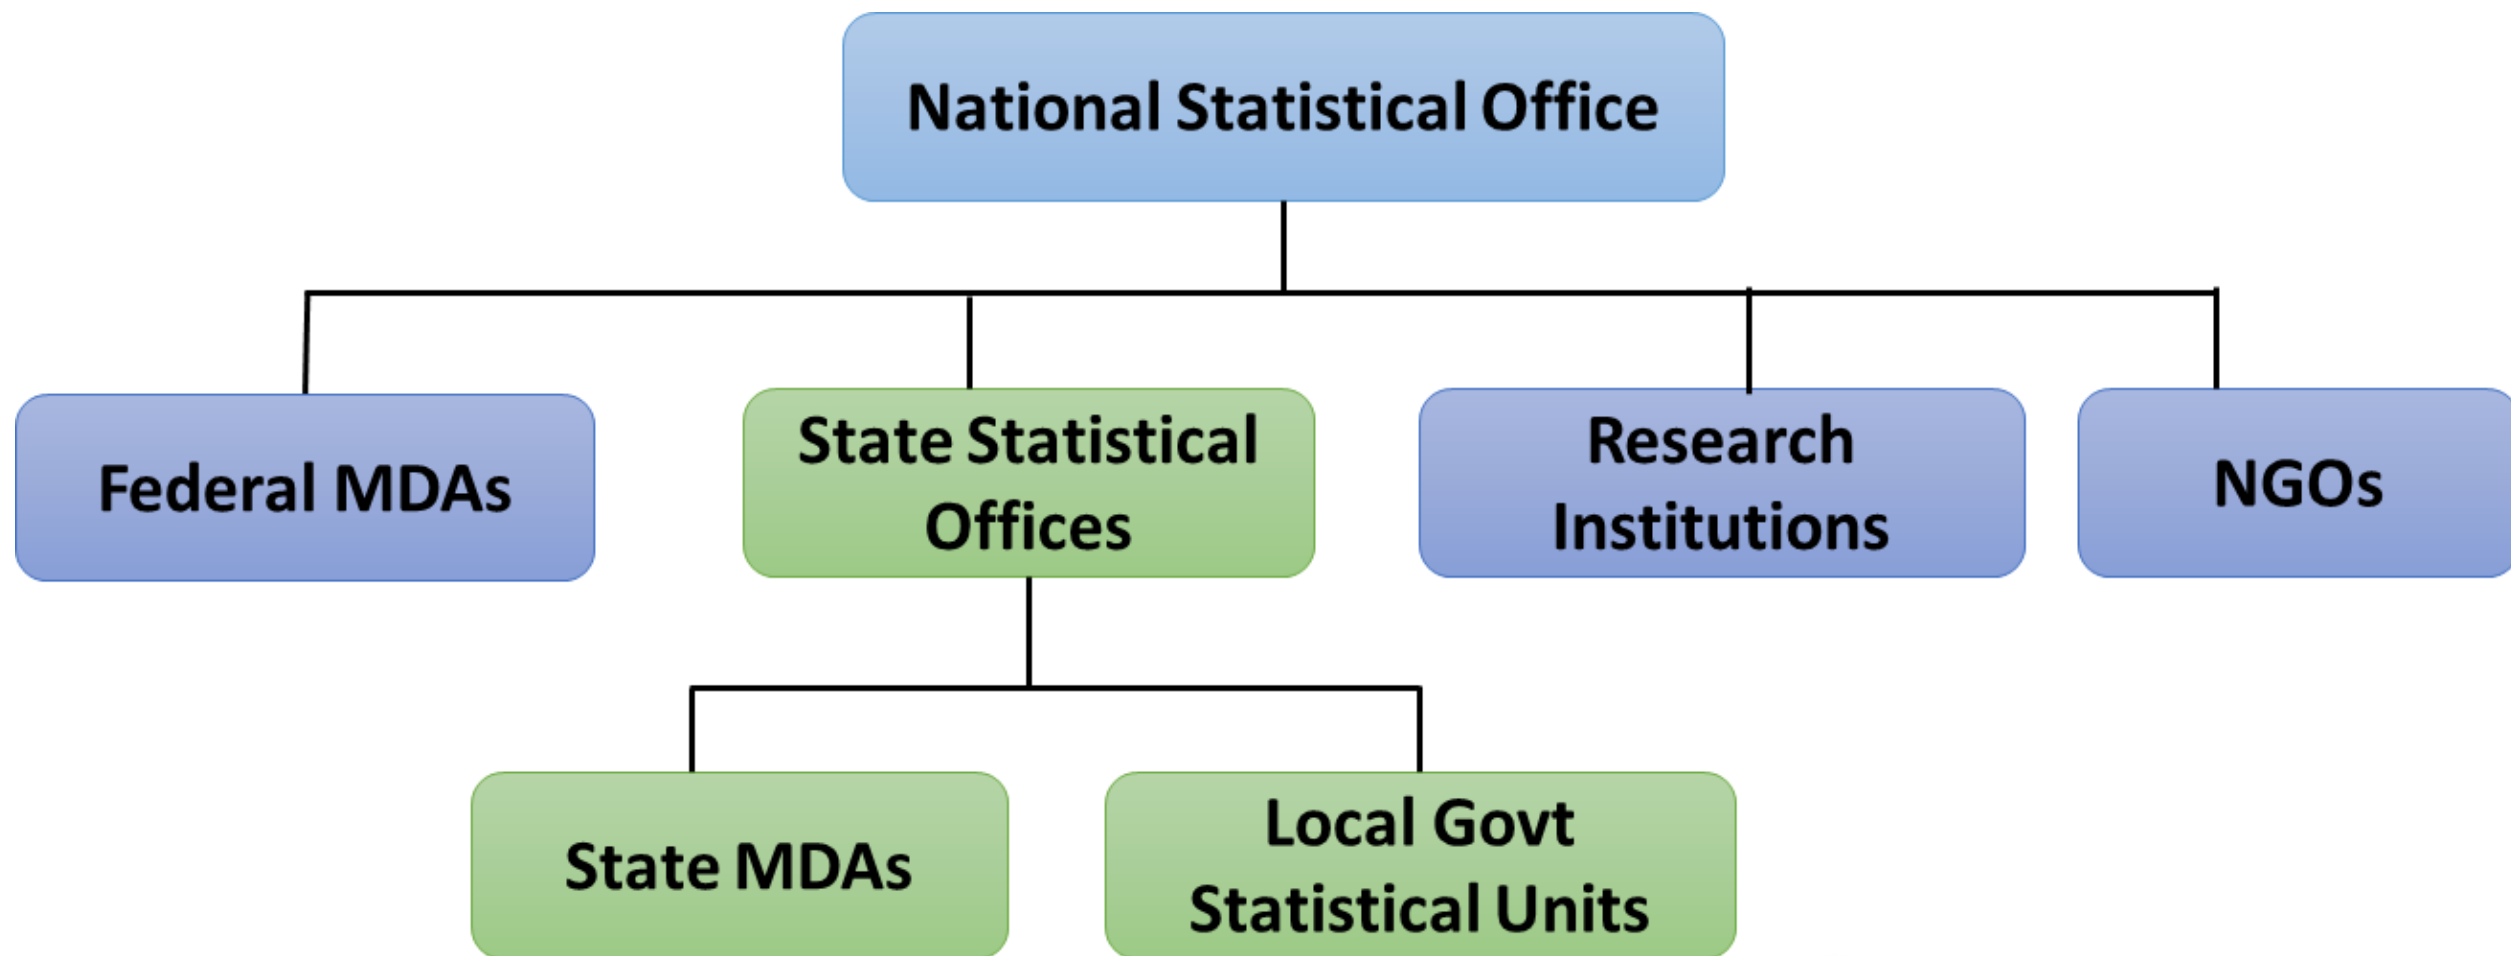 National Statistical Office
Federal MDAs
State Statistical
Offices
Research
Institutions
NGOs
State MDAs
Local Govt
Statistical Units